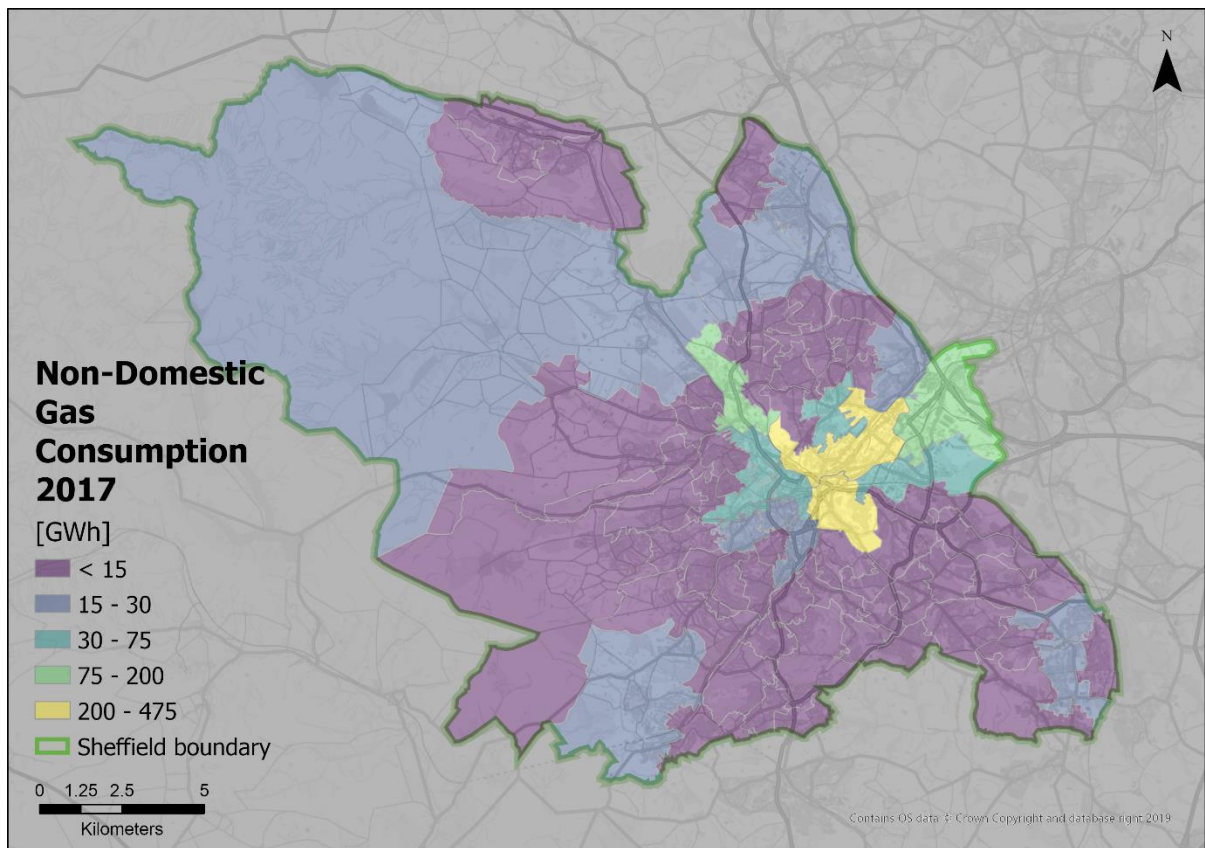 N
Non-Domestic
Gas
Consumption
2017
[GWh]
< 15
15 - 30
30 - 75
75 - 200
200 - 475
Sheffield boundary
0 1.25 2.5 5
Kilometers
Contains OS data © Crown Copyright and database right 2019